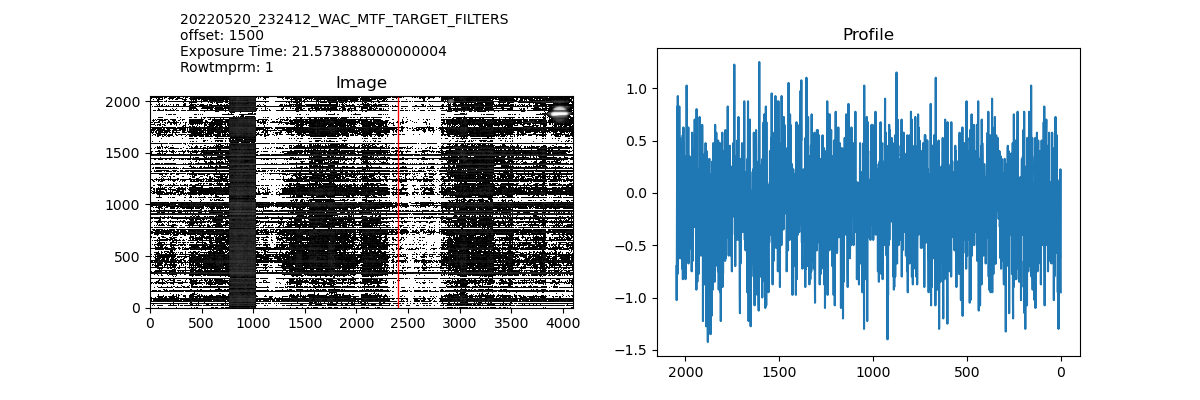 20220520_232412_WAC_MTF_TARGET_FILTERS
offset: 1500
Exposure Time: 21.573888000000004
Rowtmprm: 1
Image
2000
1500
1000
500
0
0 500 1000 1500 2000 2500 3000 3500 4000
Profile
1.0
0.5
0.0
−0.5
−1.0
−1.5
2000 1500 1000 500 0